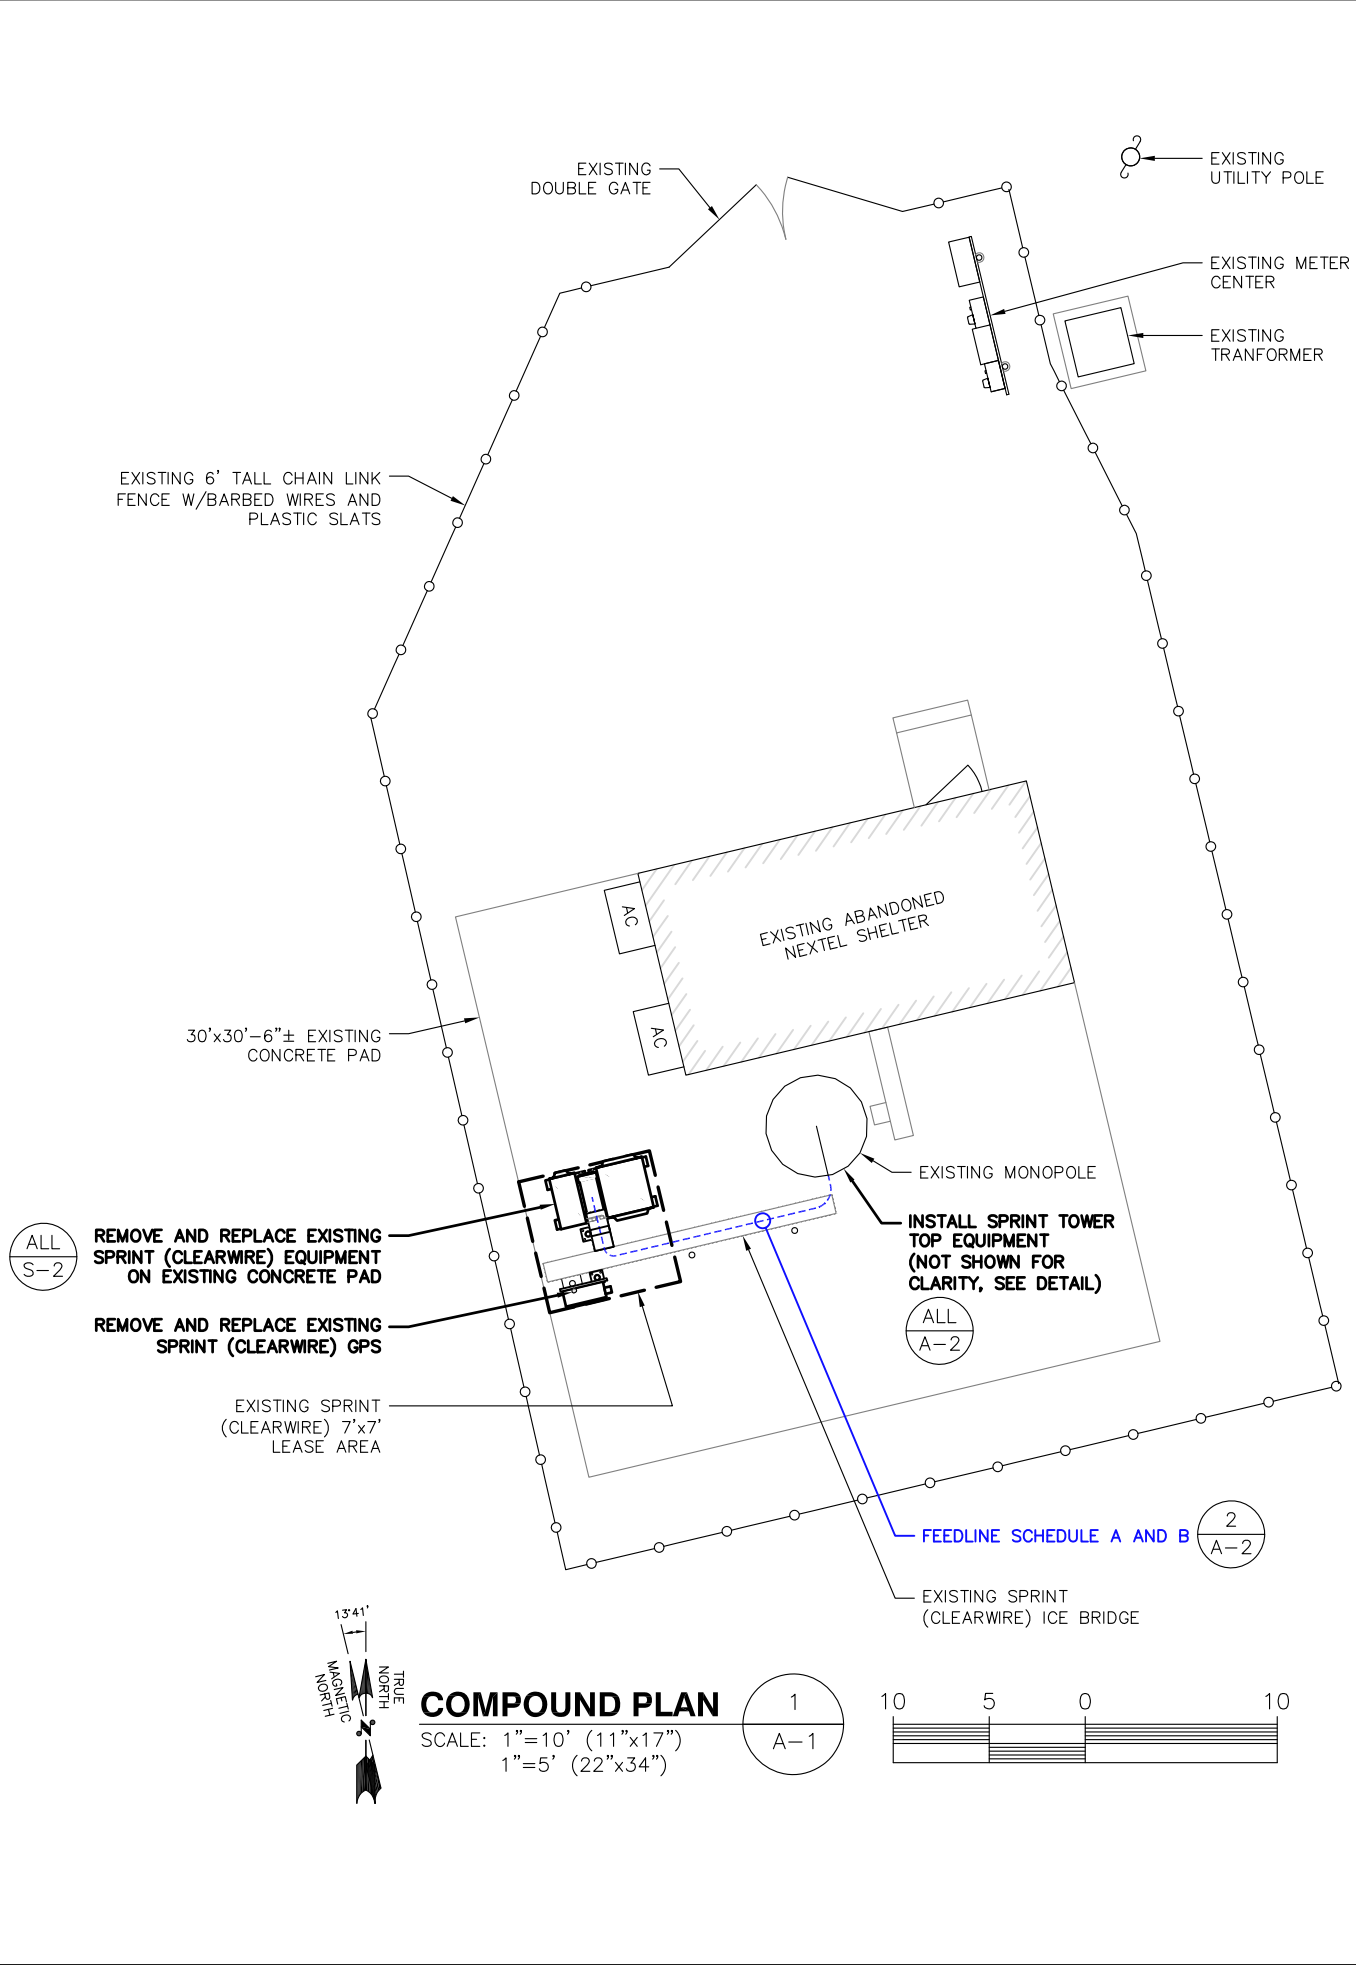 EXISTING
DOUBLE GATE
EXISTING
UTILITY POLE
EXISTING METER
CENTER
EXISTING
TRANFORMER
EXISTING 6' TALL CHAIN LINK
FENCE W/BARBED WIRES AND
PLASTIC SLATS
AC
EXISTING ABANDONED
NEXTEL SHELTER
AC
30'x30'-6"± EXISTING
CONCRETE PAD
EXISTING MONOPOLE
INSTALL SPRINT TOWER
TOP EQUIPMENT
(NOT SHOWN FOR
CLARITY, SEE DETAIL)
ALL
A-2
ALL
S-2
REMOVE AND REPLACE EXISTING
SPRINT (CLEARWIRE) EQUIPMENT
ON EXISTING CONCRETE PAD
REMOVE AND REPLACE EXISTING
SPRINT (CLEARWIRE) GPS
EXISTING SPRINT
(CLEARWIRE) 7'x7'
LEASE AREA
FEEDLINE SCHEDULE A AND B
2
A-2
EXISTING SPRINT
(CLEARWIRE) ICE BRIDGE
13°41'
TRUE
NORTH
MAGNETIC
NORTH
N
COMPOUND PLAN
SCALE: 1"=10' (11"x17")
1"=5' (22"x34")
1
A-1
10 5 0 10